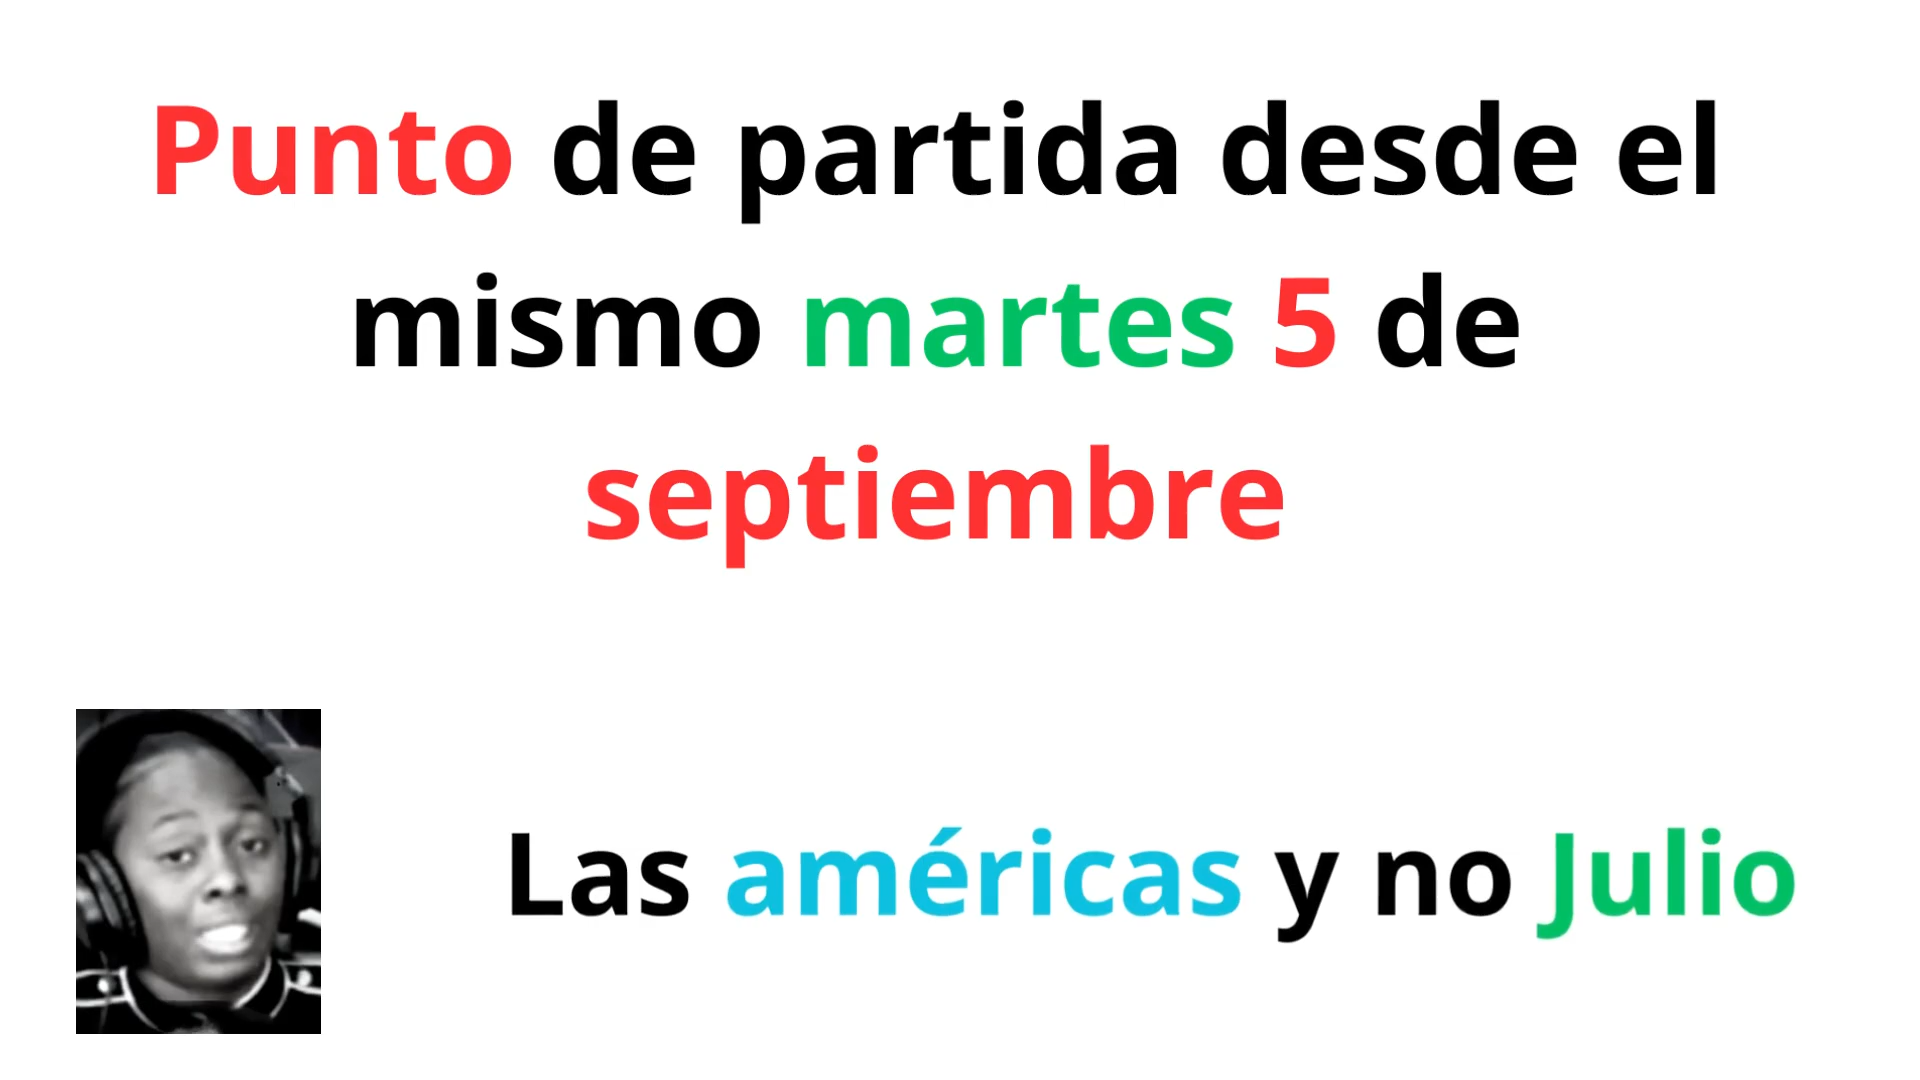 Punto de partida desde el
mismo martes 5 de
septiembre
Las américas y no Julio